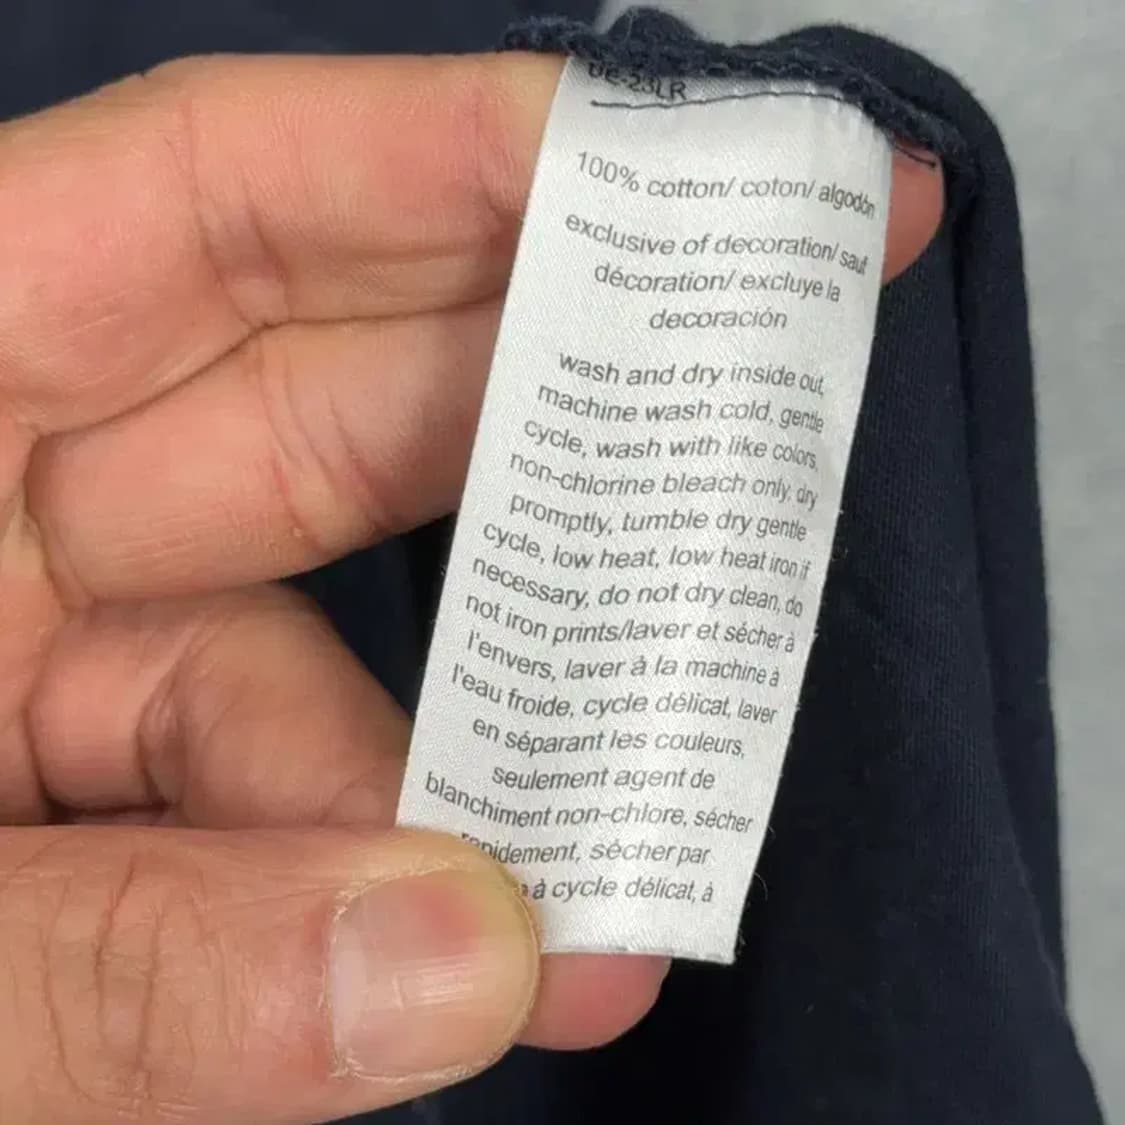 100% cotton/ coton/ algodón
exclusive of decoration/ sauf
décoration/ excluye la
decoración
wash and dry inside out,
machine wash cold, gentle
cycle, wash with like colors,
non-chlorine bleach only, dry
promptly, tumble dry gentle
cycle, low heat, low heat iron if
necessary, do not dry clean, do
not iron prints/laver et sécher à
l'envers, laver à la machine à
l'eau froide, cycle délicat, laver
en séparant les couleurs,
seulement agent de
blanchiment non-chlore, sécher
rapidement, sècher par
à cycle délicat, à